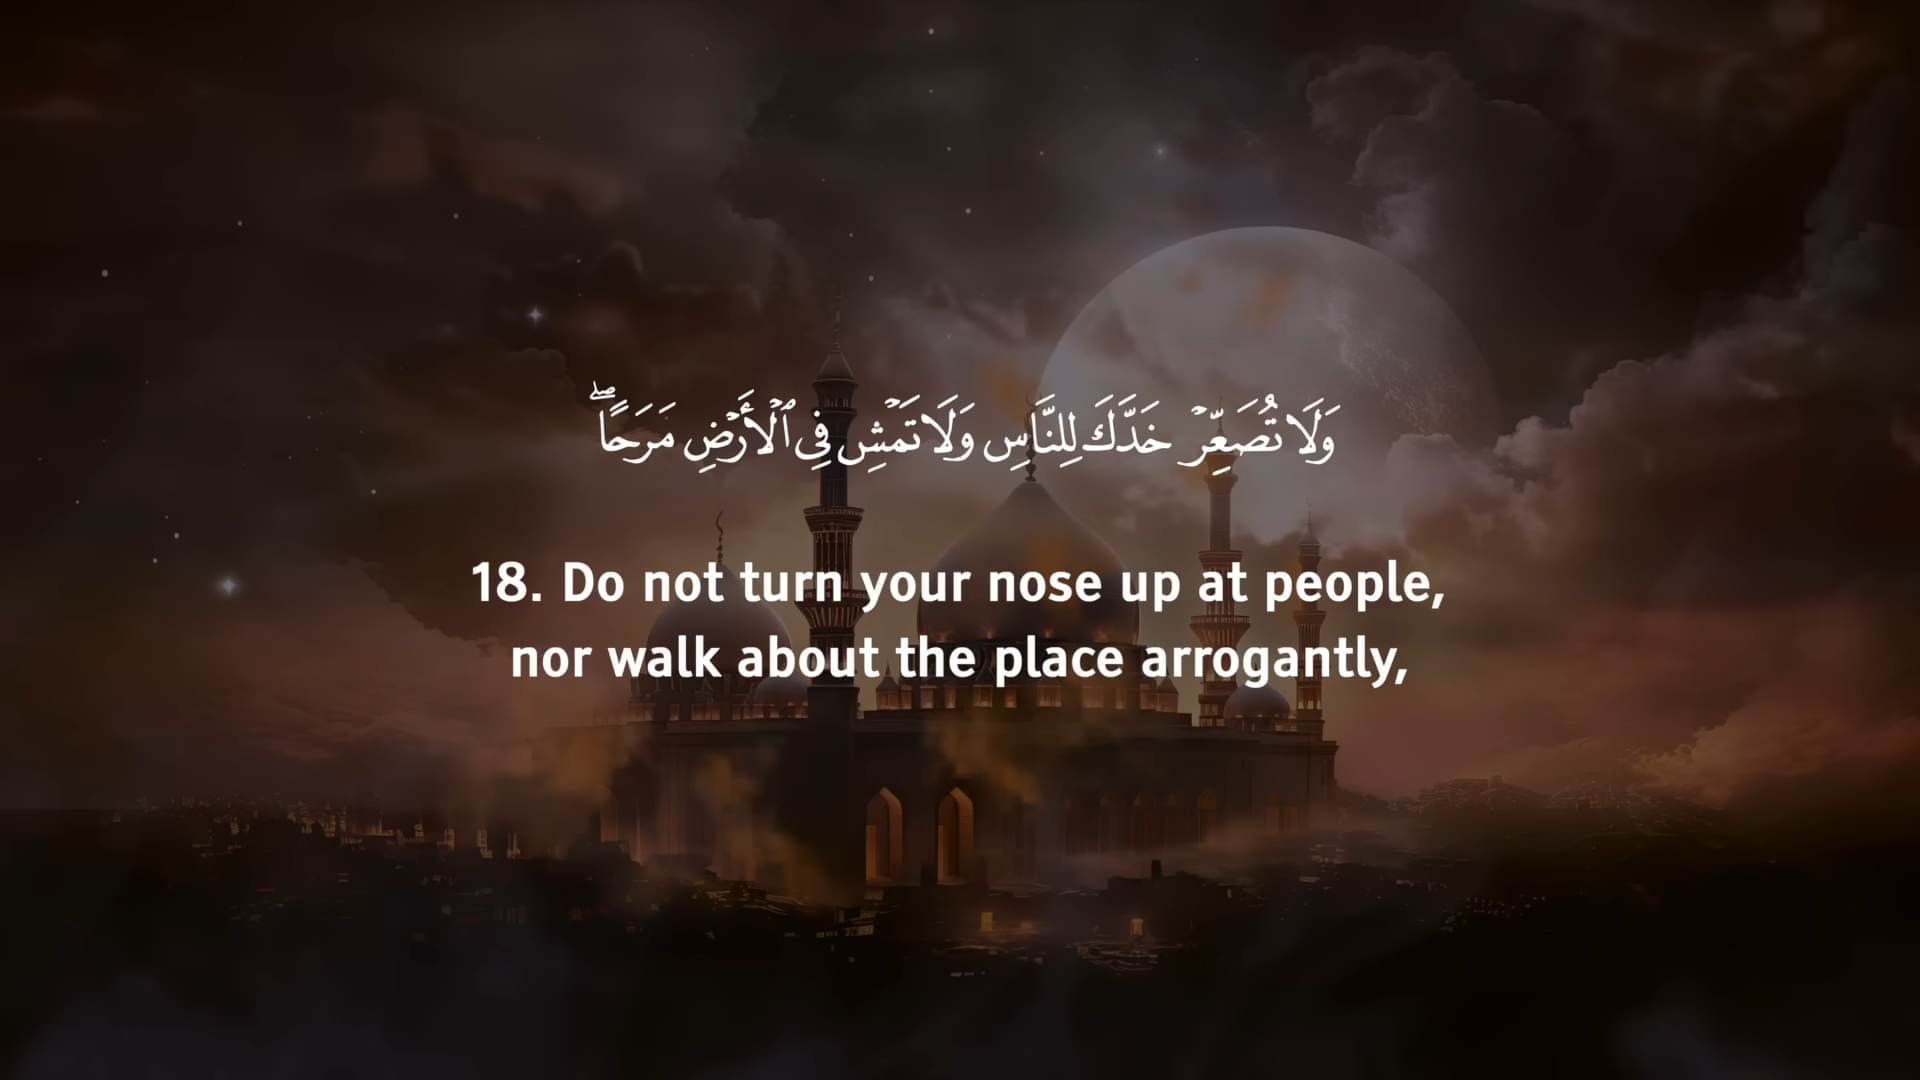 وَلَا تُصَعِّرۡ خَدَّكَ لِلنَّاسِ وَلَا تَمۡشِ فِى ٱلۡأَرۡضِ مَرَحًاۖ
18. Do not turn your nose up at people,
nor walk about the place arrogantly,